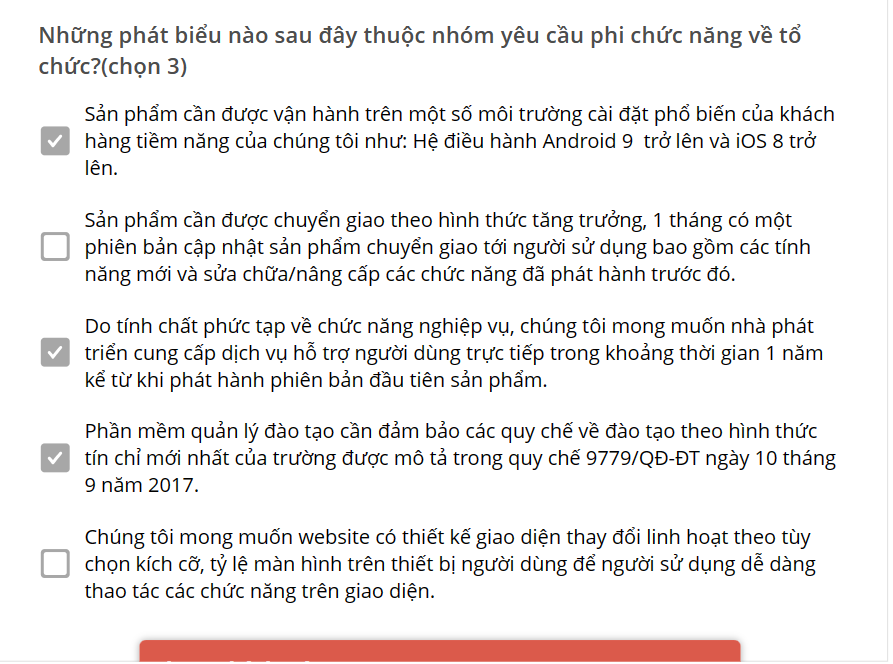 Những phát biểu nào sau đây thuộc nhóm yêu cầu phi chức năng về tổ
chức?(chọn 3)
Sản phẩm cần được vận hành trên một số môi trường cài đặt phổ biến của khách
hàng tiềm năng của chúng tôi như: Hệ điều hành Android 9 trở lên và iOS 8 trở
lên.
Sản phẩm cần được chuyển giao theo hình thức tăng trưởng, 1 tháng có một
phiên bản cập nhật sản phẩm chuyển giao tới người sử dụng bao gồm các tính
năng mới và sửa chữa/nâng cấp các chức năng đã phát hành trước đó.
Do tính chất phức tạp về chức năng nghiệp vụ, chúng tôi mong muốn nhà phát
triển cung cấp dịch vụ hỗ trợ người dùng trực tiếp trong khoảng thời gian 1 năm
kể từ khi phát hành phiên bản đầu tiên sản phẩm.
Phần mềm quản lý đào tạo cần đảm bảo các quy chế về đào tạo theo hình thức
tín chỉ mới nhất của trường được mô tả trong quy chế 9779/QĐ-ĐT ngày 10 tháng
9 năm 2017.
Chúng tôi mong muốn website có thiết kế giao diện thay đổi linh hoạt theo tùy
chọn kích cỡ, tỷ lệ màn hình trên thiết bị người dùng để người sử dụng dễ dàng
thao tác các chức năng trên giao diện.